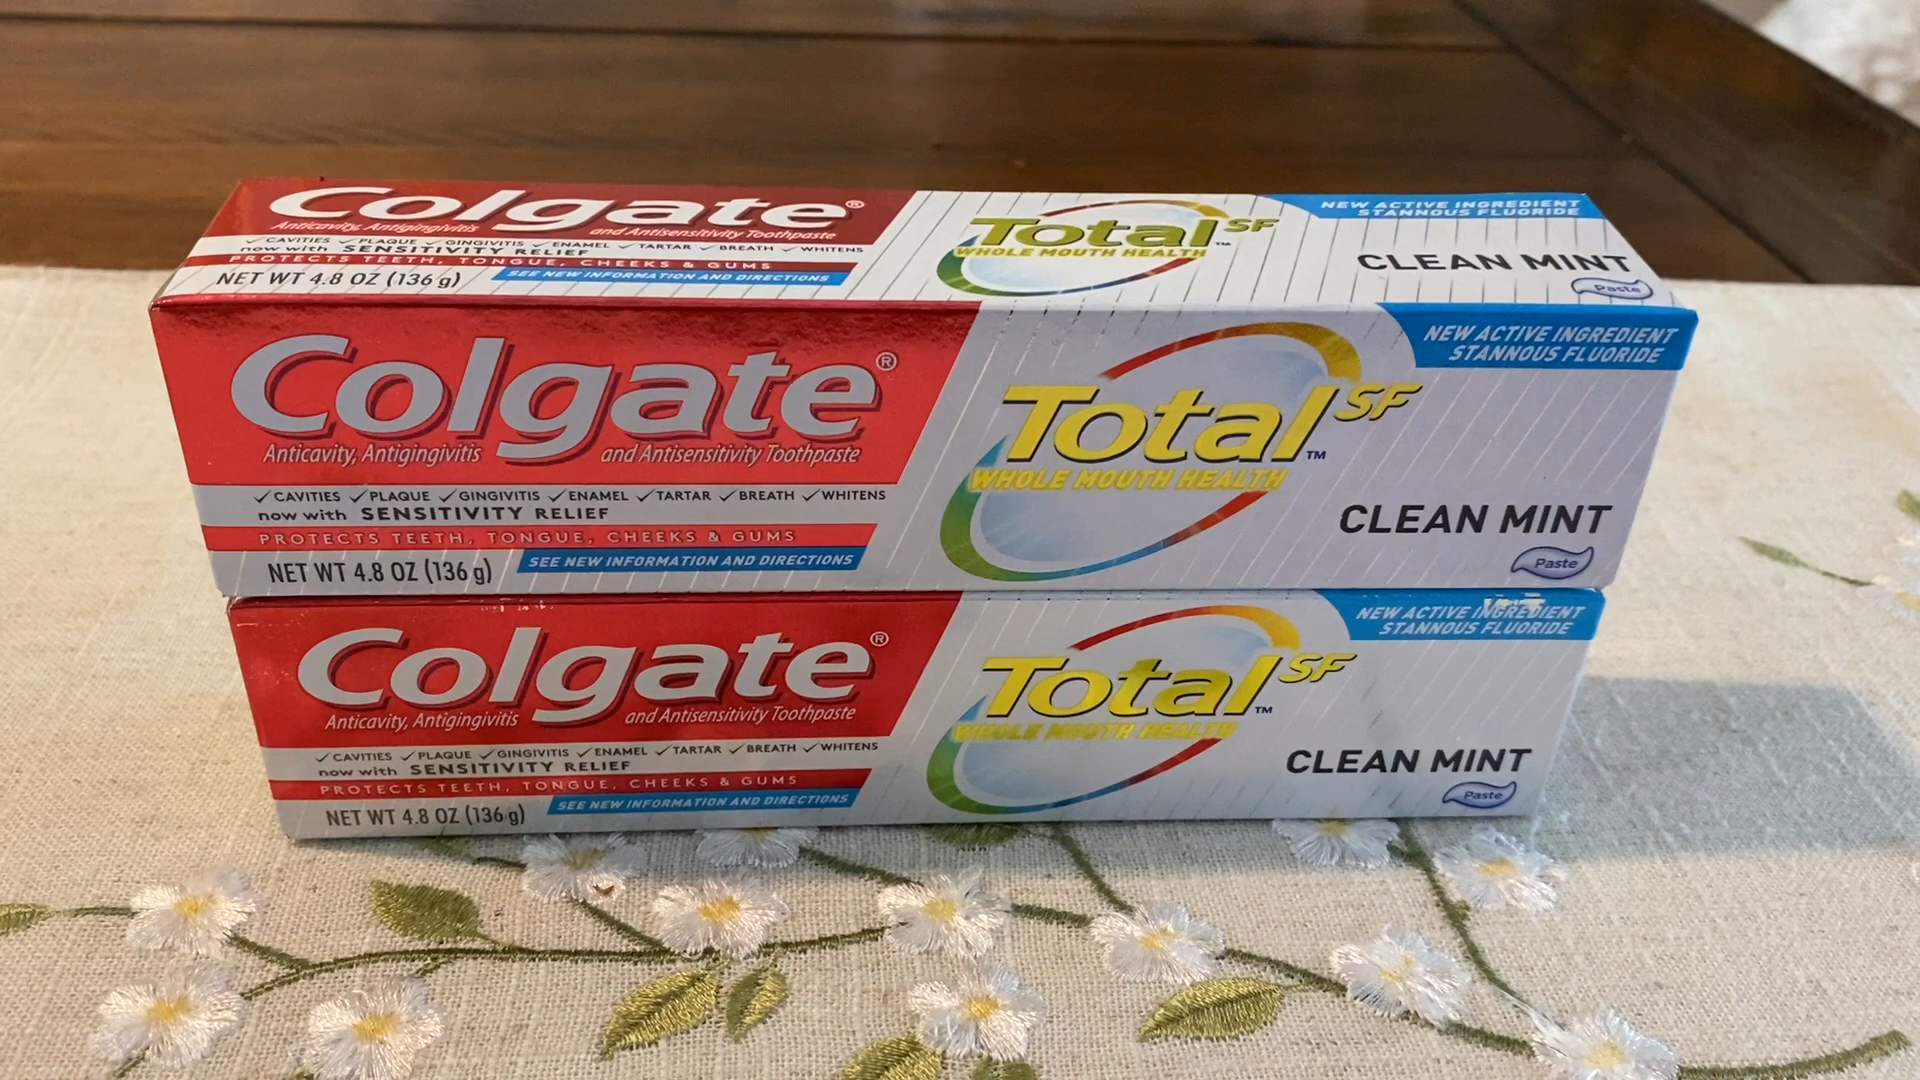 Colgate®
Anticavity, Antigingivitis and Antisensitivity Toothpaste
✓CAVITIES ✓PLAQUE ✓GINGIVITIS ✓ENAMEL ✓TARTAR ✓BREATH ✓WHITENS
now with SENSITIVITY RELIEF
PROTECTS TEETH, TONGUE, CHEEKS & GUMS
NET WT 4.8 OZ (136 g) SEE NEW INFORMATION AND DIRECTIONS
Total SF™
WHOLE MOUTH HEALTH
NEW ACTIVE INGREDIENT
STANNOUS FLUORIDE
CLEAN MINT
Paste
Colgate®
Anticavity, Antigingivitis and Antisensitivity Toothpaste
✓CAVITIES ✓PLAQUE ✓GINGIVITIS ✓ENAMEL ✓TARTAR ✓BREATH ✓WHITENS
now with SENSITIVITY RELIEF
PROTECTS TEETH, TONGUE, CHEEKS & GUMS
NET WT 4.8 OZ (136 g) SEE NEW INFORMATION AND DIRECTIONS
Total SF™
WHOLE MOUTH HEALTH
NEW ACTIVE INGREDIENT
STANNOUS FLUORIDE
CLEAN MINT
Paste
Colgate®
Anticavity, Antigingivitis and Antisensitivity Toothpaste
✓CAVITIES ✓PLAQUE ✓GINGIVITIS ✓ENAMEL ✓TARTAR ✓BREATH ✓WHITENS
now with SENSITIVITY RELIEF
PROTECTS TEETH, TONGUE, CHEEKS & GUMS
NET WT 4.8 OZ (136 g) SEE NEW INFORMATION AND DIRECTIONS
Total SF™
WHOLE MOUTH HEALTH
NEW ACTIVE INGREDIENT
STANNOUS FLUORIDE
CLEAN MINT
Paste